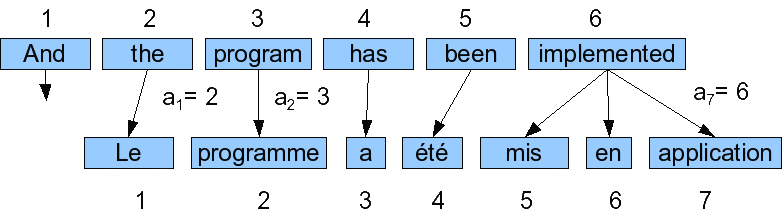 1 2 3 4 5 6
And the program has been implemented
a1= 2 a2= 3 a7= 6
Le programme a été mis en application
1 2 3 4 5 6 7